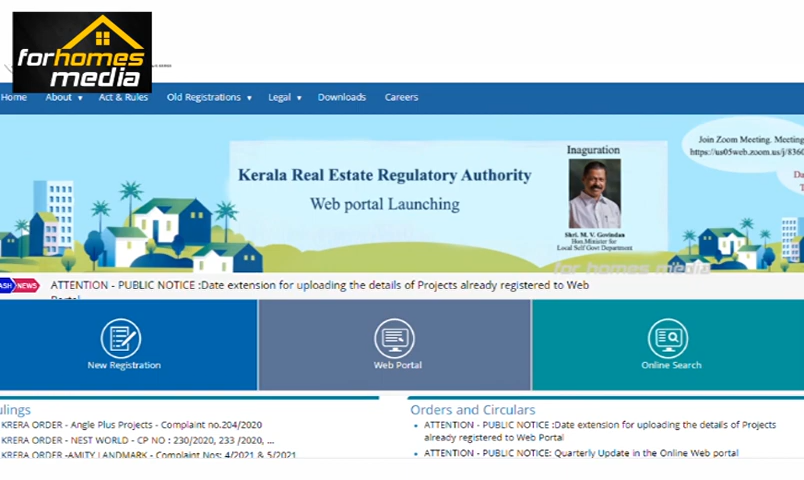 forhomes
media
Home About Act & Rules Old Registrations Legal Downloads Careers
Join Zoom Meeting. Meeting
https://us05web.zoom.us/j/8360
Inaguration
Kerala Real Estate Regulatory Authority
Web portal Launching
Shri. M. V. Govindan
Hon.Minister for
Local Self Govt Department
for homes media
ASH NEWS ATTENTION - PUBLIC NOTICE :Date extension for uploading the details of Projects already registered to Web
Portal
New Registration
Web Portal
Online Search
ulings
KRERA ORDER - Angle Plus Projects - Complaint no.204/2020
KRERA ORDER - NEST WORLD - CP NO : 230/2020, 233 /2020, ...
KRERA ORDER -AMITY LANDMARK - Complaint Nos: 4/2021 & 5/2021
Orders and Circulars
ATTENTION - PUBLIC NOTICE :Date extension for uploading the details of Projects
already registered to Web Portal
ATTENTION - PUBLIC NOTICE: Quarterly Update in the Online Web portal